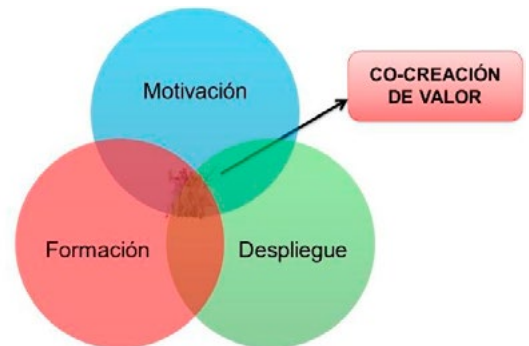 Motivación
CO-CREACIÓN
DE VALOR
Formación
Despliegue